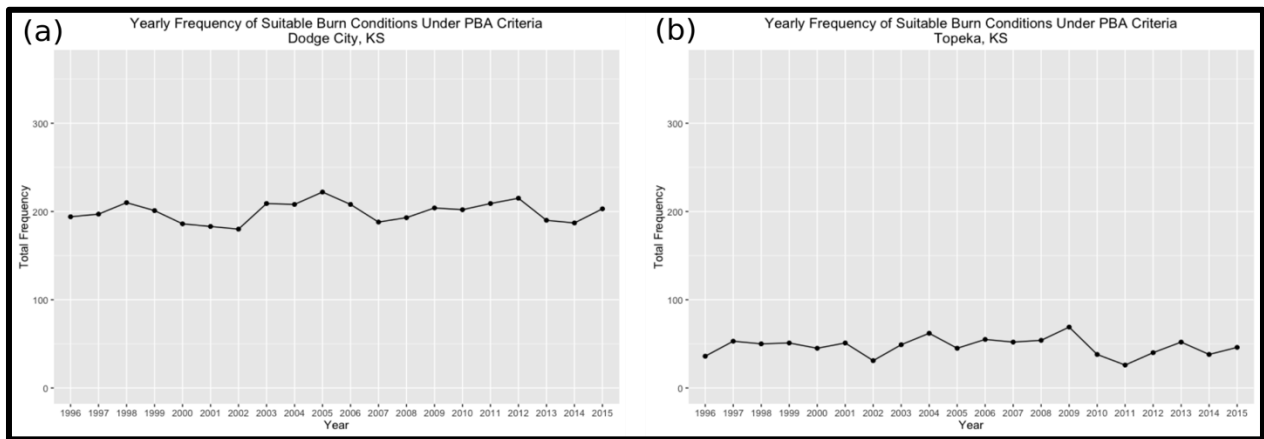 (a)
Yearly Frequency of Suitable Burn Conditions Under PBA Criteria
Dodge City, KS
Total Frequency
300
200
100
0
1996 1997 1998 1999 2000 2001 2002 2003 2004 2005 2006 2007 2008 2009 2010 2011 2012 2013 2014 2015
Year
(b)
Yearly Frequency of Suitable Burn Conditions Under PBA Criteria
Topeka, KS
Total Frequency
300
200
100
0
1996 1997 1998 1999 2000 2001 2002 2003 2004 2005 2006 2007 2008 2009 2010 2011 2012 2013 2014 2015
Year